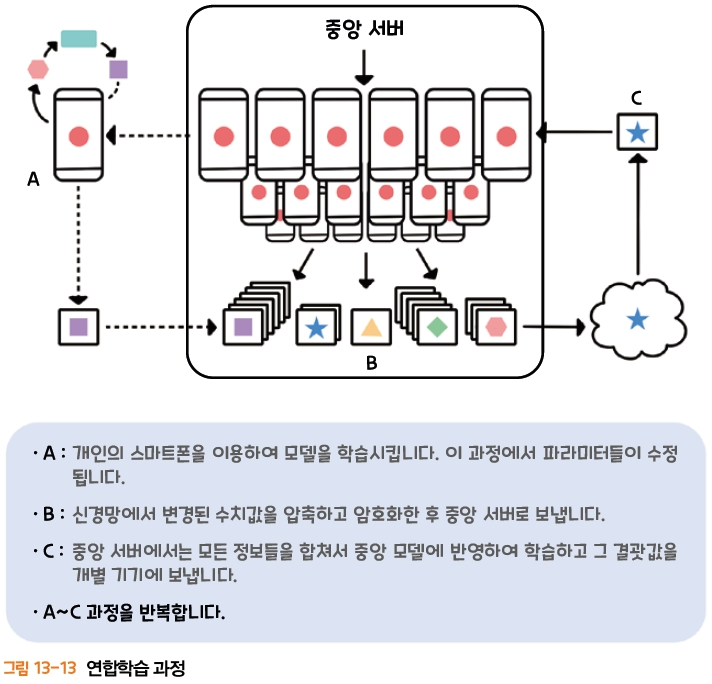 중앙 서버
C
A
B
· A : 개인의 스마트폰을 이용하여 모델을 학습시킵니다. 이 과정에서 파라미터들이 수정
됩니다.
· B : 신경망에서 변경된 수치값을 압축하고 암호화한 후 중앙 서버로 보냅니다.
· C : 중앙 서버에서는 모든 정보들을 합쳐서 중앙 모델에 반영하여 학습하고 그 결괏값을
개별 기기에 보냅니다.
· A~C 과정을 반복합니다.
그림 13-13 연합학습 과정